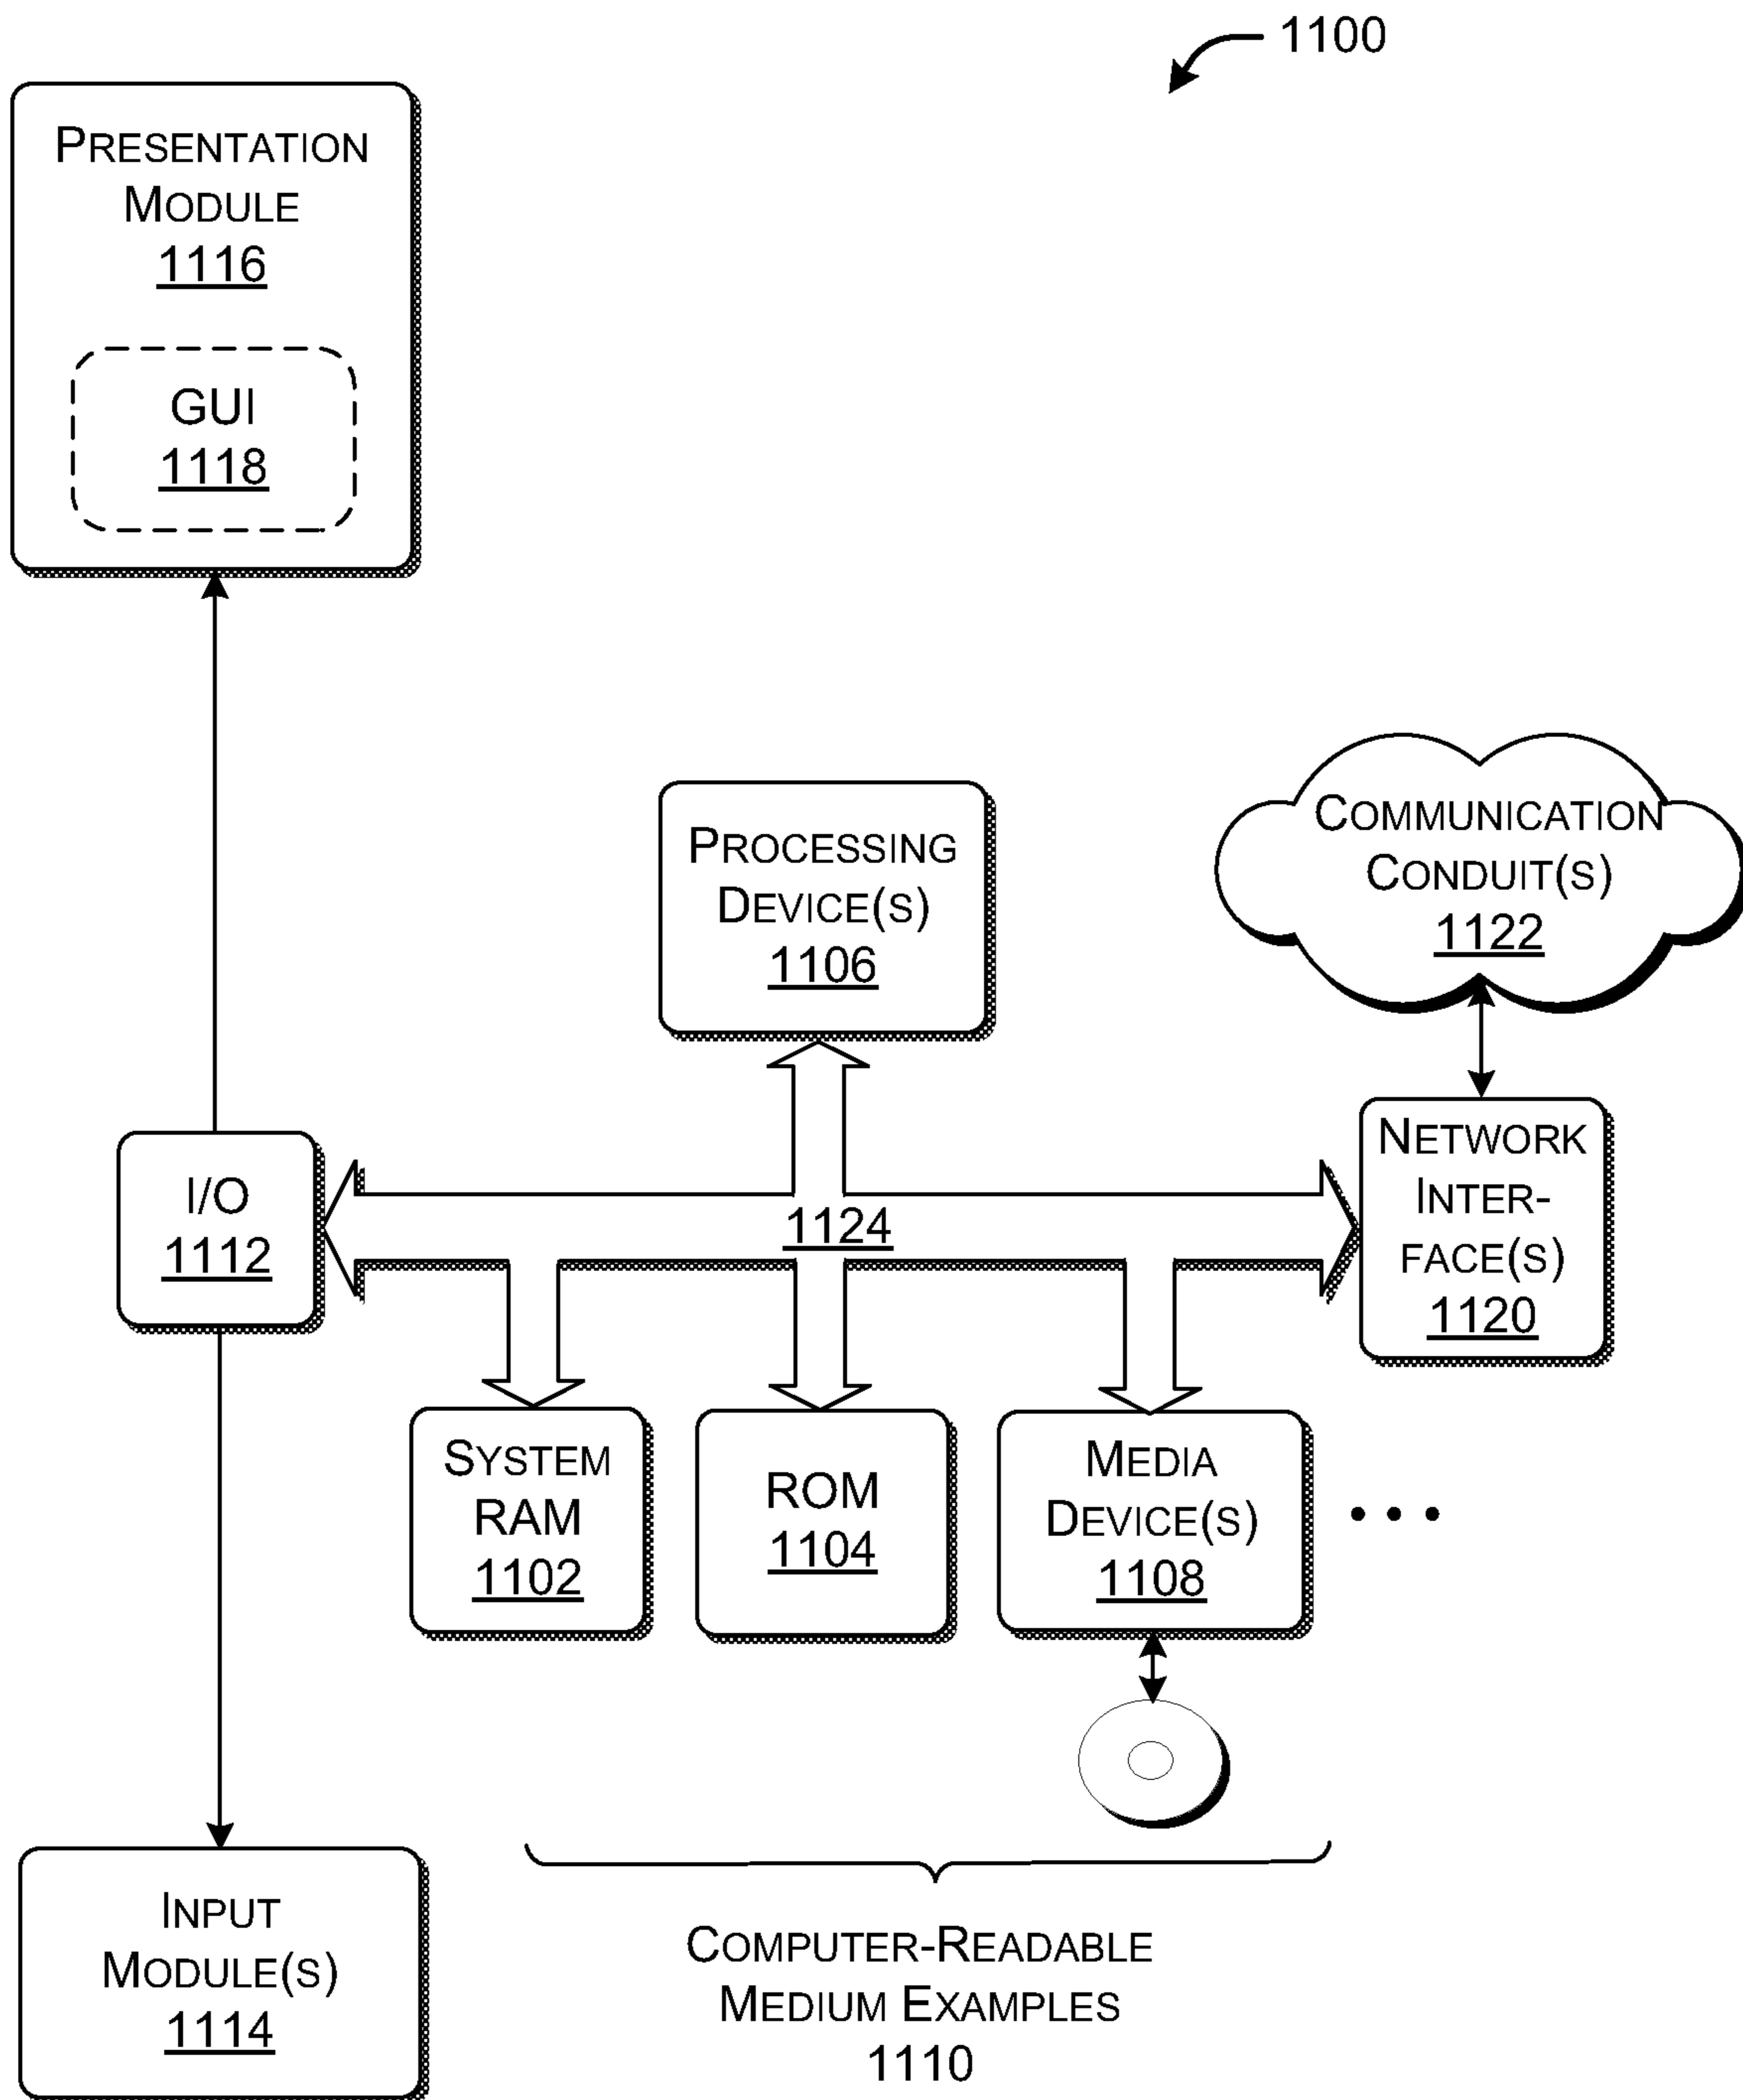 1100
PRESENTATION
MODULE
1116
GUI
1118
PROCESSING
DEVICE(S)
1106
COMMUNICATION
CONDUIT(S)
1122
I/O
1112
1124
NETWORK
INTER-
FACE(S)
1120
SYSTEM
RAM
1102
ROM
1104
MEDIA
DEVICE(S)
1108
• • •
INPUT
MODULE(S)
1114
COMPUTER-READABLE
MEDIUM EXAMPLES
1110